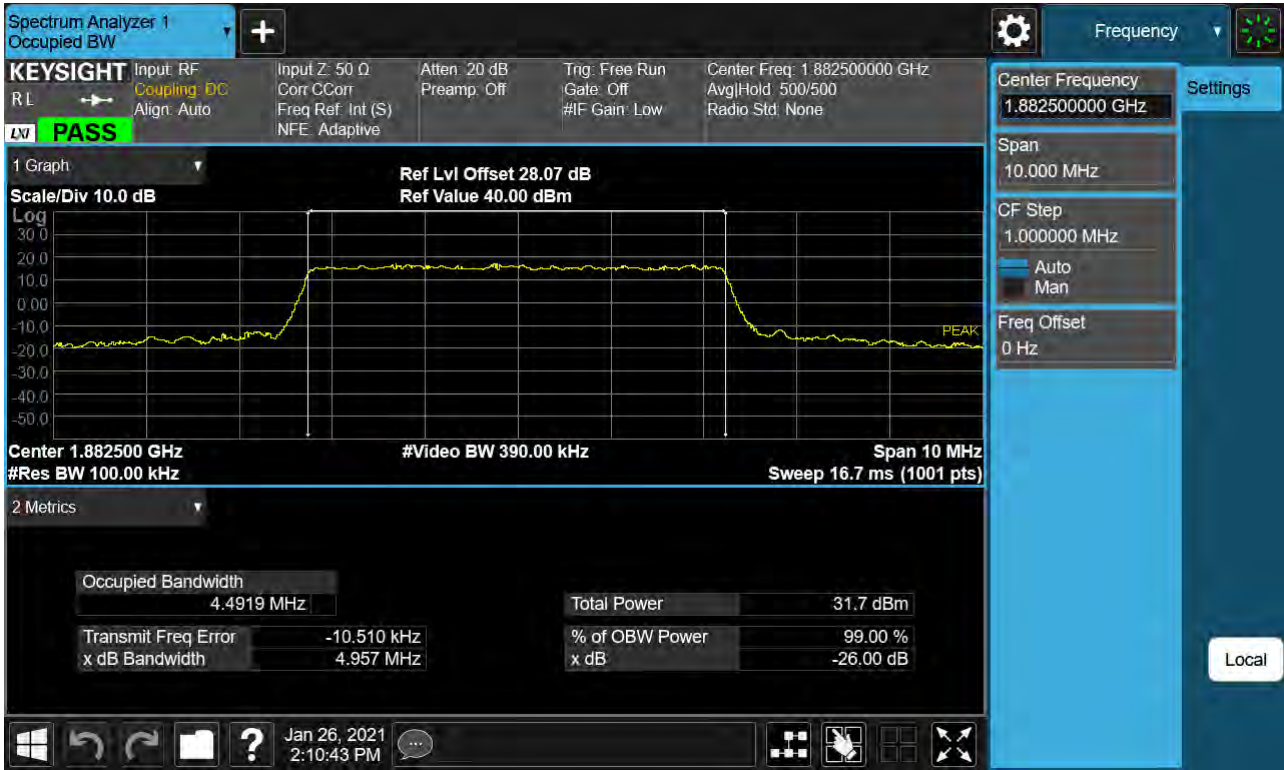 Spectrum Analyzer 1
Occupied BW
Frequency
KEYSIGHT
RL
LXI
PASS
Input: RF
Coupling: DC
Align: Auto
Input Z: 50 Ω
Corr CCorr
Freq Ref: Int (S)
NFE: Adaptive
Atten: 20 dB
Preamp: Off
Trig: Free Run
Gate: Off
#IF Gain: Low
Center Freq: 1.882500000 GHz
Avg|Hold: 500/500
Radio Std: None
Center Frequency
1.882500000 GHz
Settings
Span
10.000 MHz
CF Step
1.000000 MHz
Auto
Man
Freq Offset
0 Hz
1 Graph
Ref Lvl Offset 28.07 dB
Scale/Div 10.0 dB
Ref Value 40.00 dBm
Log
30.0
20.0
10.0
0.00
-10.0
PEAK
-20.0
-30.0
-40.0
-50.0
Center 1.882500 GHz
#Video BW 390.00 kHz
Span 10 MHz
#Res BW 100.00 kHz
Sweep 16.7 ms (1001 pts)
2 Metrics
Occupied Bandwidth
4.4919 MHz
Total Power 31.7 dBm
Transmit Freq Error -10.510 kHz
% of OBW Power 99.00 %
x dB Bandwidth 4.957 MHz
x dB -26.00 dB
Local
?
Jan 26, 2021
2:10:43 PM